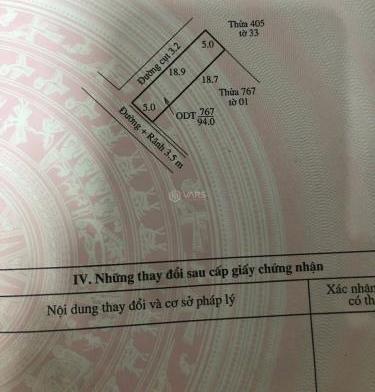 Thửa 405
tờ 33
5.0
Đường cụt 3.2
18.9
18.7
Thửa 767
tờ 01
5.0
ODT 767
94.0
Đường + Rãnh 3.5 m
VARS
IV. Những thay đổi sau cấp giấy chứng nhận
Nội dung thay đổi và cơ sở pháp lý
Xác nhận
có th